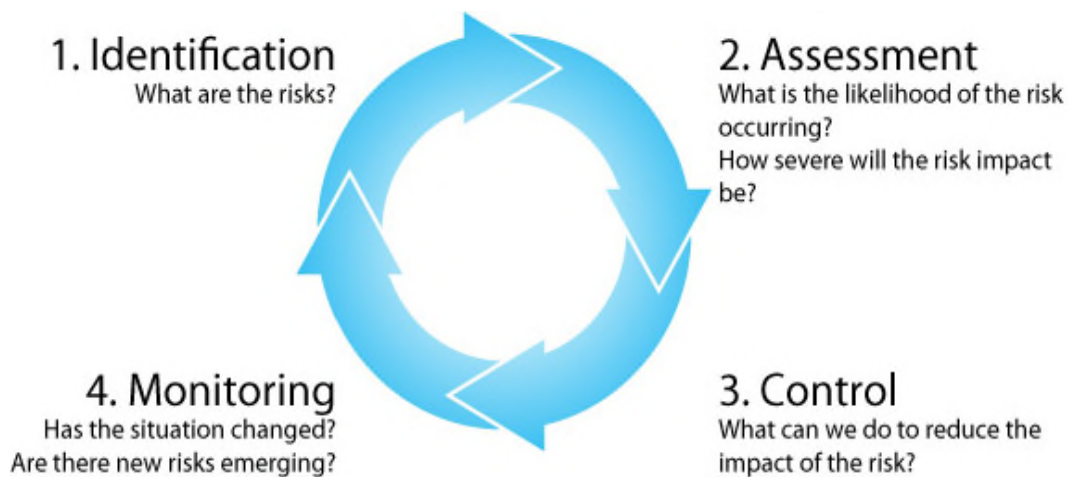 1. Identification
What are the risks?
2. Assessment
What is the likelihood of the risk
occurring?
How severe will the risk impact
be?
3. Control
What can we do to reduce the
impact of the risk?
4. Monitoring
Has the situation changed?
Are there new risks emerging?